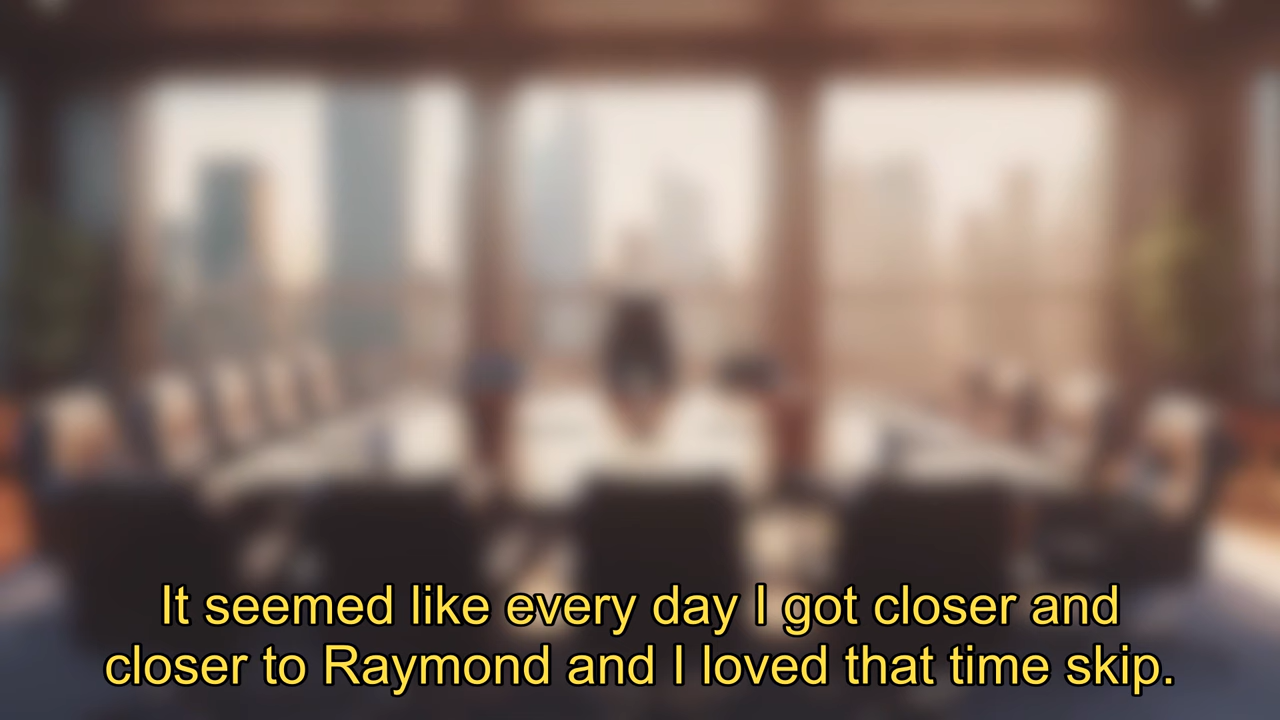 It seemed like every day I got closer and
closer to Raymond and I loved that time skip.